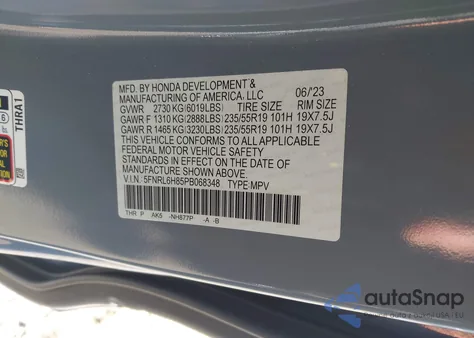 THRA1
6
lbs
MFD. BY HONDA DEVELOPMENT &
MANUFACTURING OF AMERICA, LLC 06/'23
GVWR 2730 KG (6019LBS) TIRE SIZE RIM SIZE
GAWR F 1310 KG (2888LBS) 235/55R19 101H 19X7.5J
GAWR R 1465 KG (3230LBS) 235/55R19 101H 19X7.5J
THIS VEHICLE CONFORMS TO ALL APPLICABLE
FEDERAL MOTOR VEHICLE SAFETY
STANDARDS IN EFFECT ON THE DATE OF
MANUFACTURE SHOWN ABOVE.
V.I.N.: 5FNRL6H85PB068348 TYPE:MPV
THR P AK5 -NH877P -A -B
autoSnap